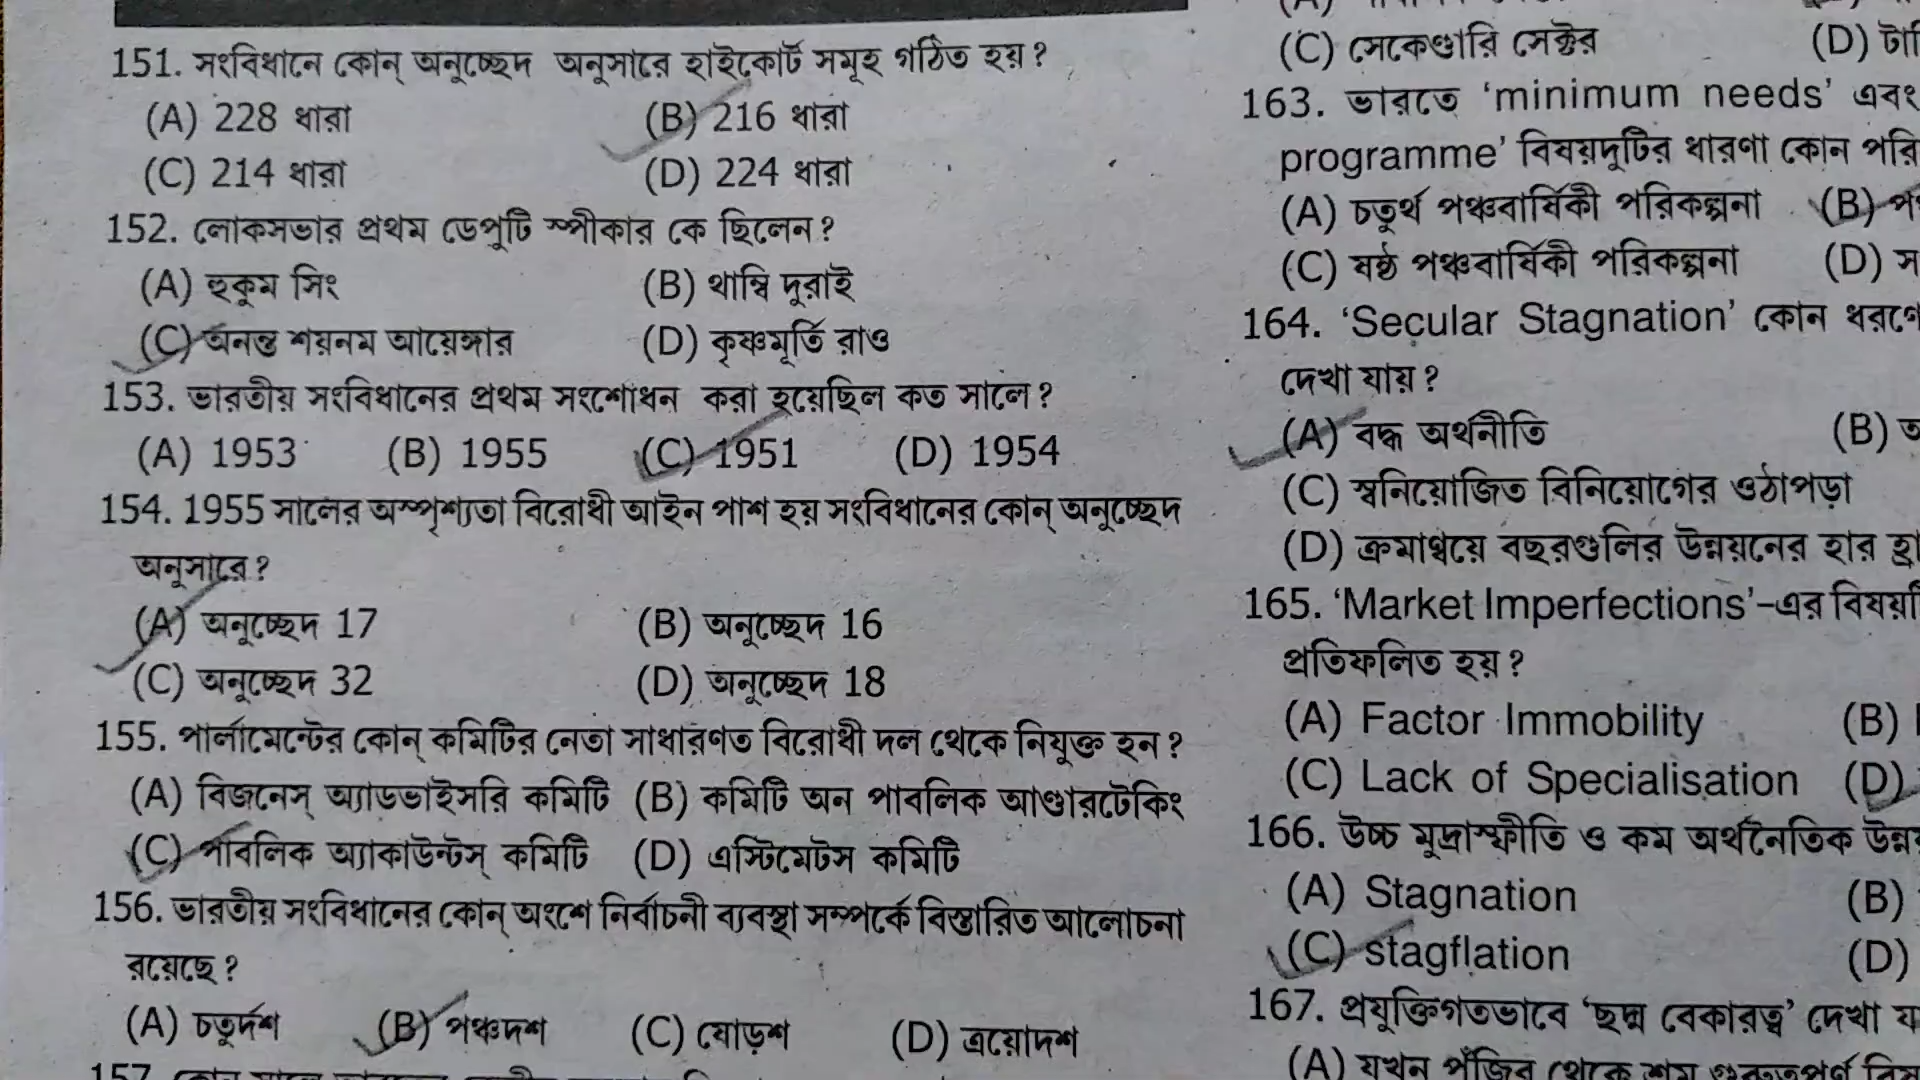 151. সংবিধানে কোন্ অনুচ্ছেদ অনুসারে হাইকোর্ট সমূহ গঠিত হয় ?
(A) 228 ধারা (B) 216 ধারা
(C) 214 ধারা (D) 224 ধারা
152. লোকসভার প্রথম ডেপুটি স্পীকার কে ছিলেন ?
(A) হুকুম সিং (B) থাম্বি দুরাই
(C) অনন্ত শয়নম আয়েঙ্গার (D) কৃষ্ণমূর্তি রাও
153. ভারতীয় সংবিধানের প্রথম সংশোধন করা হয়েছিল কত সালে ?
(A) 1953 (B) 1955 (C) 1951 (D) 1954
154. 1955 সালের অস্পৃশ্যতা বিরোধী আইন পাশ হয় সংবিধানের কোন্ অনুচ্ছেদ
অনুসারে ?
(A) অনুচ্ছেদ 17 (B) অনুচ্ছেদ 16
(C) অনুচ্ছেদ 32 (D) অনুচ্ছেদ 18
155. পার্লামেন্টের কোন্ কমিটির নেতা সাধারণত বিরোধী দল থেকে নিযুক্ত হন ?
(A) বিজনেস্ অ্যাডভাইসরি কমিটি (B) কমিটি অন পাবলিক আণ্ডারটেকিং
(C) পাবলিক অ্যাকাউন্টস্ কমিটি (D) এস্টিমেটস কমিটি
156. ভারতীয় সংবিধানের কোন্ অংশে নির্বাচনী ব্যবস্থা সম্পর্কে বিস্তারিত আলোচনা
রয়েছে ?
(A) চতুর্দশ (B) পঞ্চদশ (C) ষোড়শ (D) ত্রয়োদশ
157.
(C) সেকেণ্ডারি সেক্টর (D)
163. ভারতে ‘minimum needs’ এবং
programme’ বিষয়দুটির ধারণা কোন
(A) চতুর্থ পঞ্চবার্ষিকী পরিকল্পনা (B)
(C) ষষ্ঠ পঞ্চবার্ষিকী পরিকল্পনা (D)
164. ‘Secular Stagnation’ কোন
দেখা যায় ?
(A) বদ্ধ অর্থনীতি (B)
(C) স্বনিয়োজিত বিনিয়োগের ওঠাপড়া
(D) ক্রমান্বয়ে বছরগুলির উন্নয়নের হার
165. ‘Market Imperfections’-এর
প্রতিফলিত হয় ?
(A) Factor Immobility (B)
(C) Lack of Specialisation (D)
166. উচ্চ মুদ্রাস্ফীতি ও কম অর্থনৈতিক
(A) Stagnation (B)
(C) stagflation (D)
167. প্রযুক্তিগতভাবে ‘ছদ্ম বেকারত্ব’ দেখা
(A) যখন